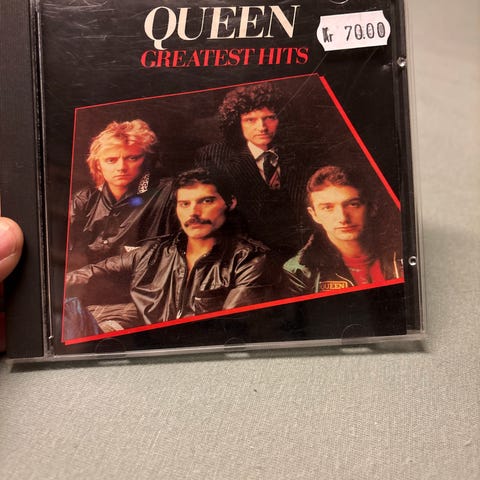 QUEEN
Kr 70.00
GREATEST HITS
QUEEN